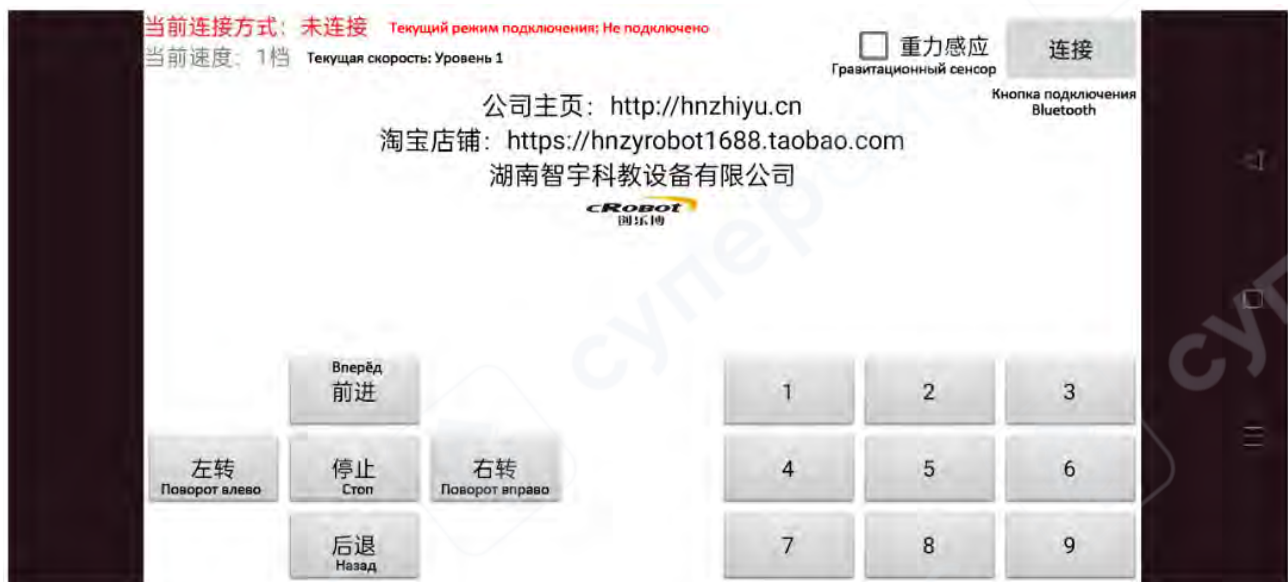 当前连接方式：未连接 Текущий режим подключения: Не подключено
当前速度：1档 Текущая скорость: Уровень 1
重力感应
Гравитационный сенсор
连接
Кнопка подключения
Bluetooth
公司主页：http://hnzhiyu.cn
淘宝店铺：https://hnzyrobot1688.taobao.com
湖南智宇科教设备有限公司
cRoboT
创乐博
Вперёд
前进
左转
Поворот влево
停止
Стоп
右转
Поворот вправо
后退
Назад
1 2 3
4 5 6
7 8 9